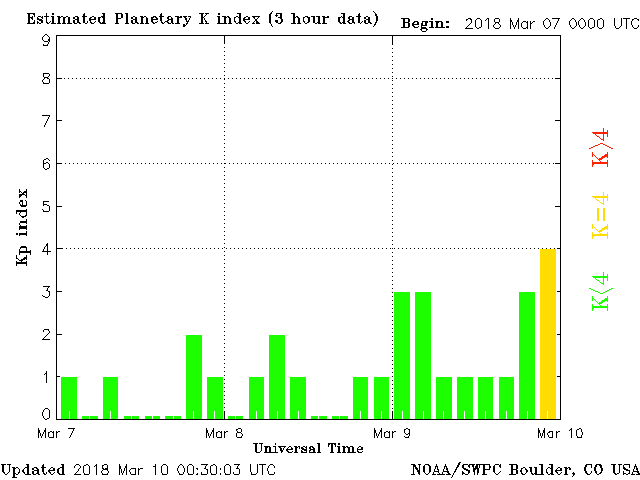 Estimated Planetary K index (3 hour data)
Begin: 2018 Mar 07 0000 UTC
9
8
7
6
5
4
3
2
1
0
Kp index
K>4
K=4
K<4
Mar 7
Mar 8
Mar 9
Mar 10
Universal Time
Updated 2018 Mar 10 00:30:03 UTC
NOAA/SWPC Boulder, CO USA